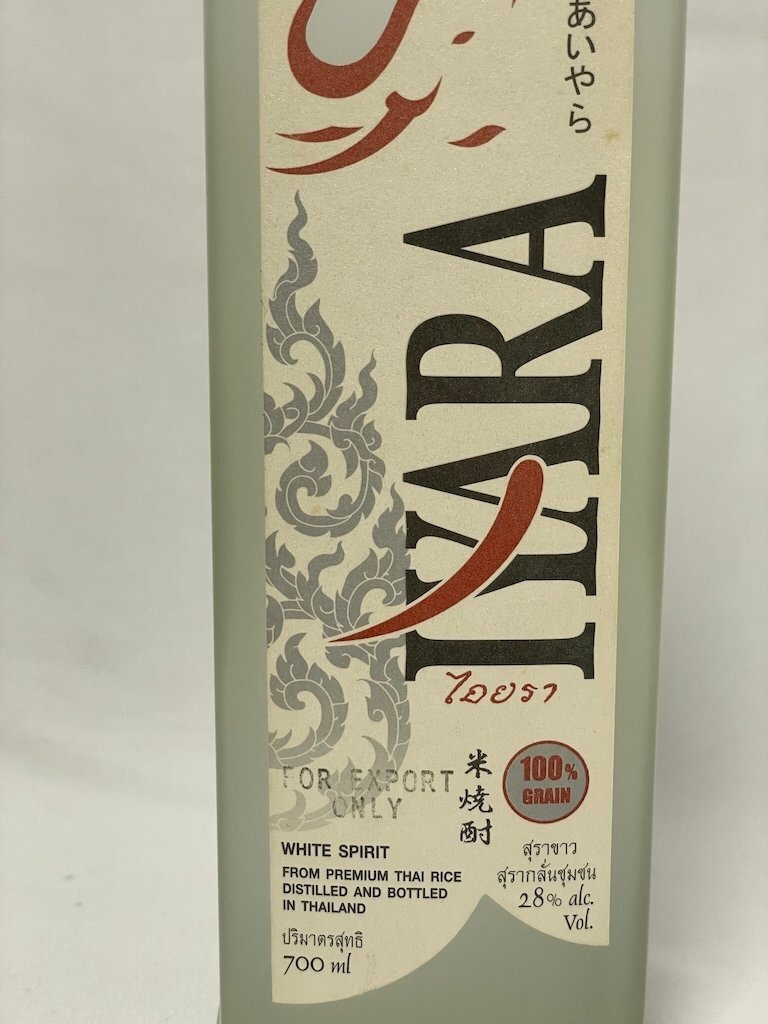 あいやら
IYARA
ไอยรา
FOR EXPORT
ONLY
米焼酎
100%
GRAIN
WHITE SPIRIT
FROM PREMIUM THAI RICE
DISTILLED AND BOTTLED
IN THAILAND
ปริมาตรสุทธิ
700 ml
สุราขาว
สุรากลั่นชุมชน
28% alc.
Vol.